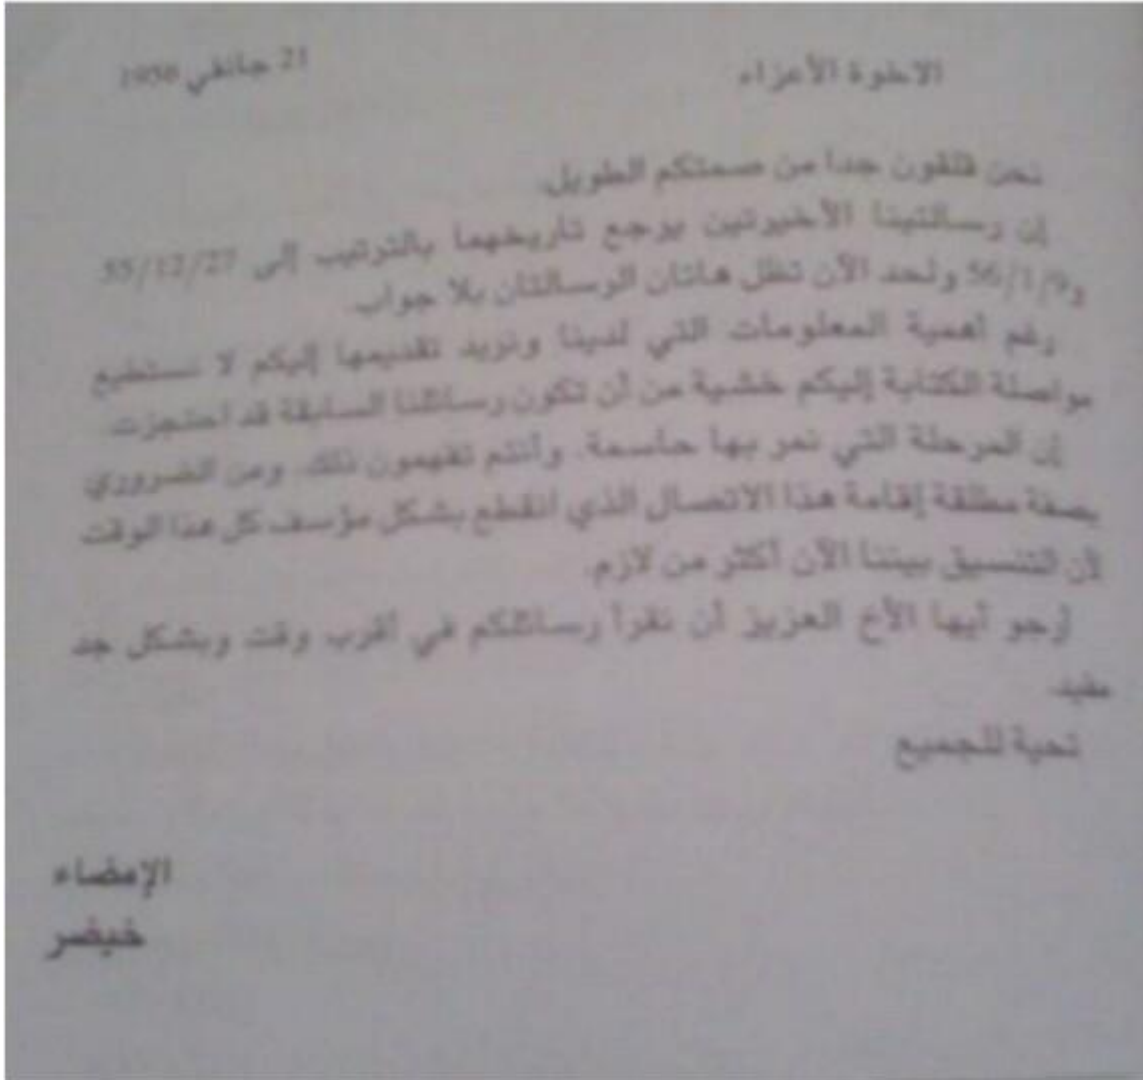 الاخوة الأعزاء 21 جانفي 1956
نحن قلقون جدا من صمتكم الطويل.
إن رسالتينا الأخيرتين يرجع تاريخهما بالترتيب إلى 55/12/27
و56/1/9 ولحد الآن تظل هاتان الرسالتان بلا جواب.
رغم أهمية المعلومات التي لدينا ونريد تقديمها إليكم لا نستطيع
مواصلة الكتابة إليكم خشية من أن تكون رسائلنا السابقة قد احتجزت.
إن المرحلة التي نمر بها حاسمة. وأنتم تفهمون ذلك. ومن الضروري
بصفة مطلقة إقامة هذا الاتصال الذي انقطع بشكل مؤسف كل هذا الوقت
لأن التنسيق بيننا الآن أكثر من لازم.
أرجو أيها الأخ العزيز أن نقرأ رسائلكم في أقرب وقت وبشكل جد
مفيد.
تحية للجميع
الإمضاء
خيضر